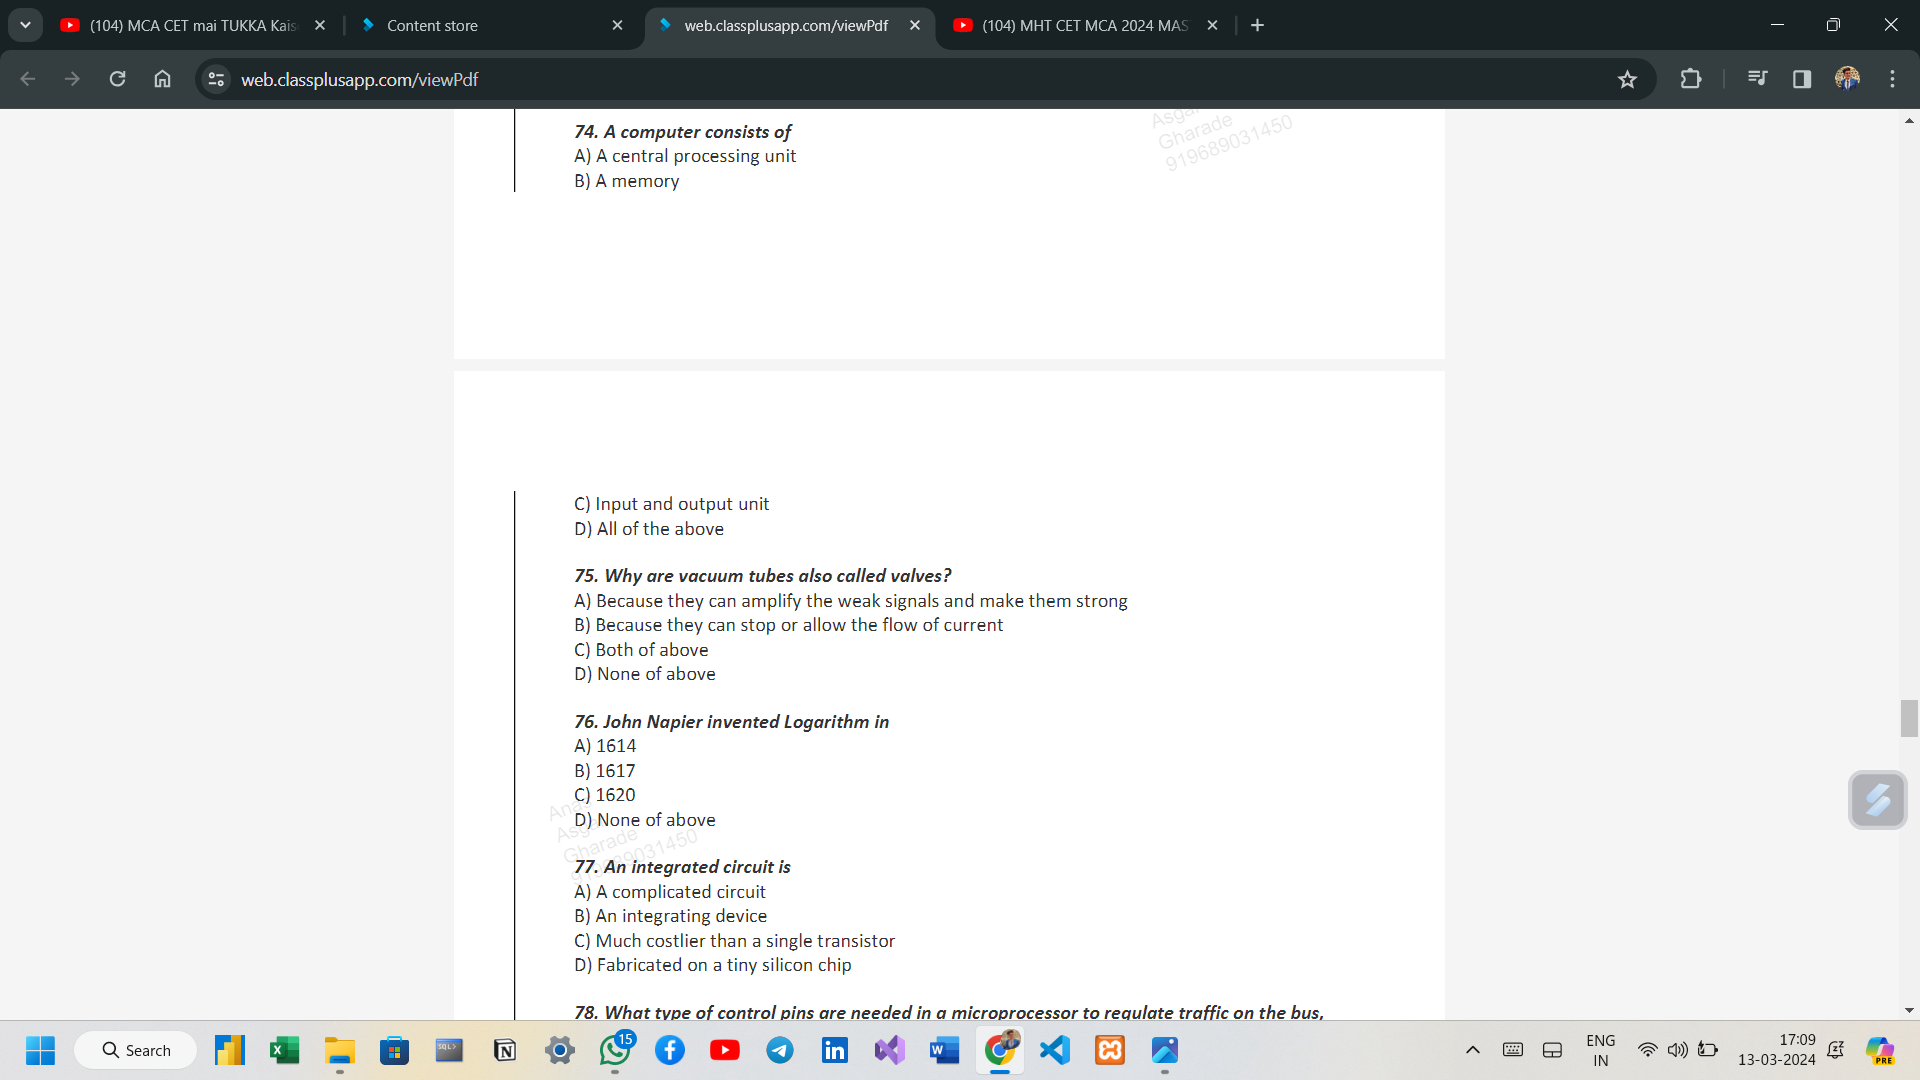 (104) MCA CET mai TUKKA Kais
Content store
web.classplusapp.com/viewPdf
(104) MHT CET MCA 2024 MAS
web.classplusapp.com/viewPdf
74. A computer consists of
A) A central processing unit
B) A memory
Gharade
919689031450
C) Input and output unit
D) All of the above
75. Why are vacuum tubes also called valves?
A) Because they can amplify the weak signals and make them strong
B) Because they can stop or allow the flow of current
C) Both of above
D) None of above
76. John Napier invented Logarithm in
A) 1614
B) 1617
C) 1620
D) None of above
Gharade
77. An integrated circuit is
A) A complicated circuit
B) An integrating device
C) Much costlier than a single transistor
D) Fabricated on a tiny silicon chip
78. What type of control pins are needed in a microprocessor to regulate traffic on the bus,
Search
SQL>
15
ENG
IN
17:09
13-03-2024
PRE